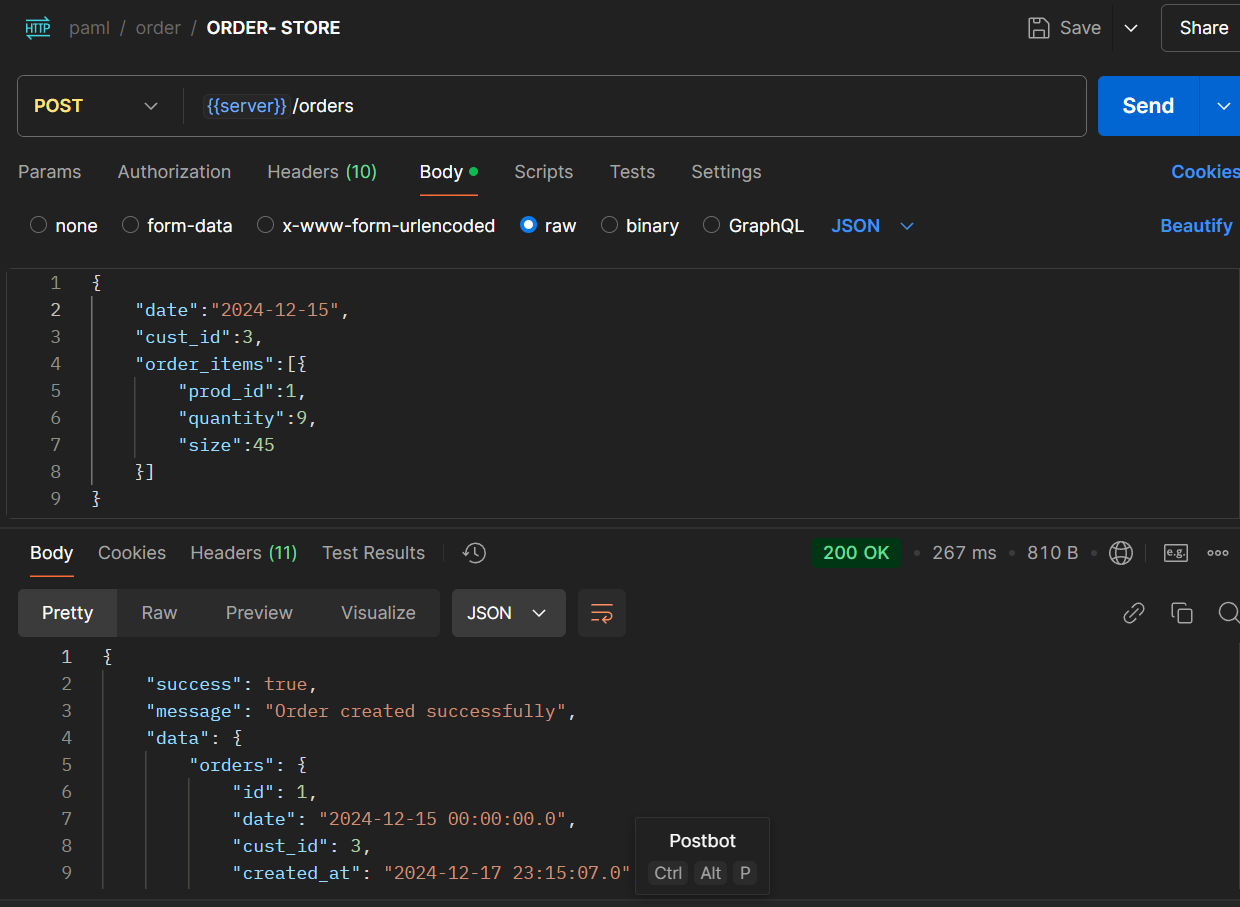 HTTP paml / order / ORDER- STORE Save Share
POST {{server}} /orders Send
Params Authorization Headers (10) Body Scripts Tests Settings Cookies
none form-data x-www-form-urlencoded raw binary GraphQL JSON Beautify
1 {
2 "date":"2024-12-15",
3 "cust_id":3,
4 "order_items":[{
5 "prod_id":1,
6 "quantity":9,
7 "size":45
8 }]
9 }
Body Cookies Headers (11) Test Results 200 OK • 267 ms • 810 B • e.g. ooo
Pretty Raw Preview Visualize JSON
1 {
2 "success": true,
3 "message": "Order created successfully",
4 "data": {
5 "orders": {
6 "id": 1,
7 "date": "2024-12-15 00:00:00.0",
8 "cust_id": 3,
9 "created_at": "2024-12-17 23:15:07.0"
Postbot
Ctrl Alt P